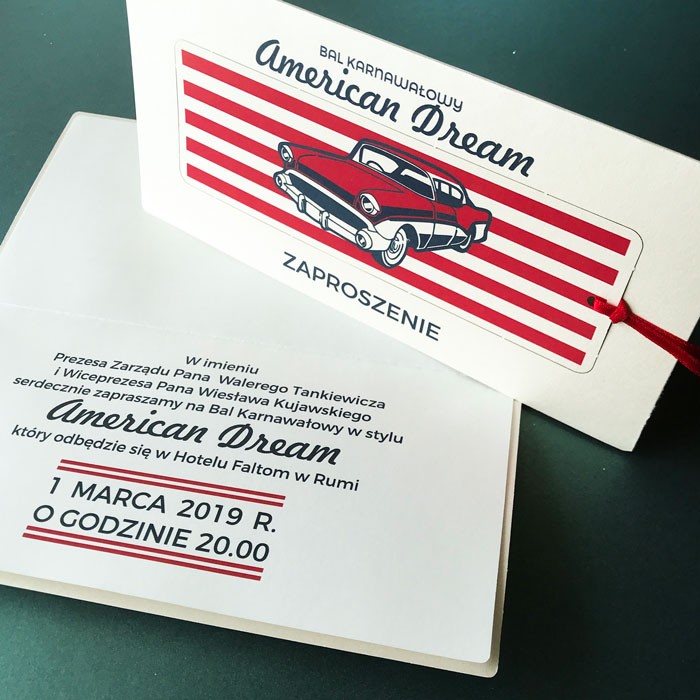 BAL KARNAWAŁOWY
American Dream
ZAPROSZENIE
W imieniu
Prezesa Zarządu Pana Walerego Tankiewicza
i Wiceprezesa Pana Wiesława Kujawskiego
serdecznie zapraszamy na Bal Karnawałowy w stylu
American Dream
który odbędzie się w Hotelu Faltom w Rumi
1 MARCA 2019 R.
O GODZINIE 20.00